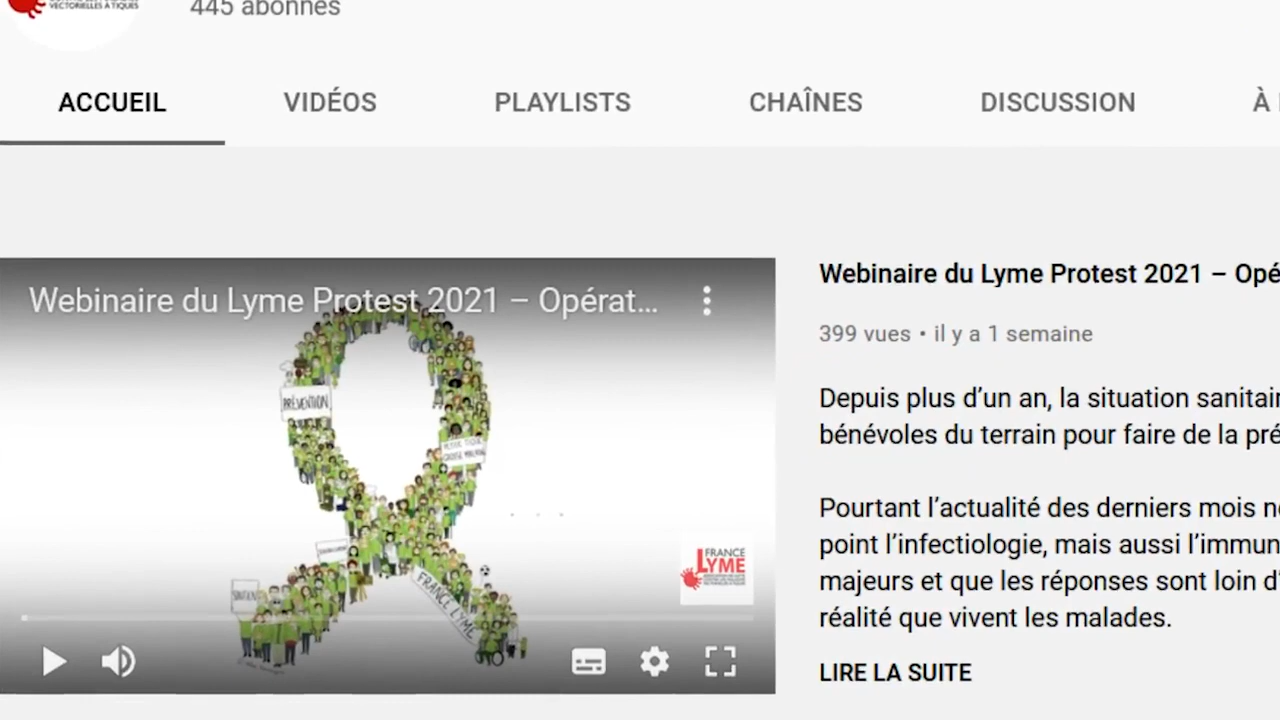 VECTORIELLES À TIQUES
445 abonnés
ACCUEIL
VIDÉOS
PLAYLISTS
CHAÎNES
DISCUSSION
À
Webinaire du Lyme Protest 2021 – Opérat...
PRÉVENTION
SOUTIEN
FRANCE LYME
FRANCE
LYME
Webinaire du Lyme Protest 2021 – Opé
399 vues • il y a 1 semaine
Depuis plus d’un an, la situation sanitair
bénévoles du terrain pour faire de la pré
Pourtant l’actualité des derniers mois n
point l’infectiologie, mais aussi l’immun
majeurs et que les réponses sont loin d’
réalité que vivent les malades.
LIRE LA SUITE